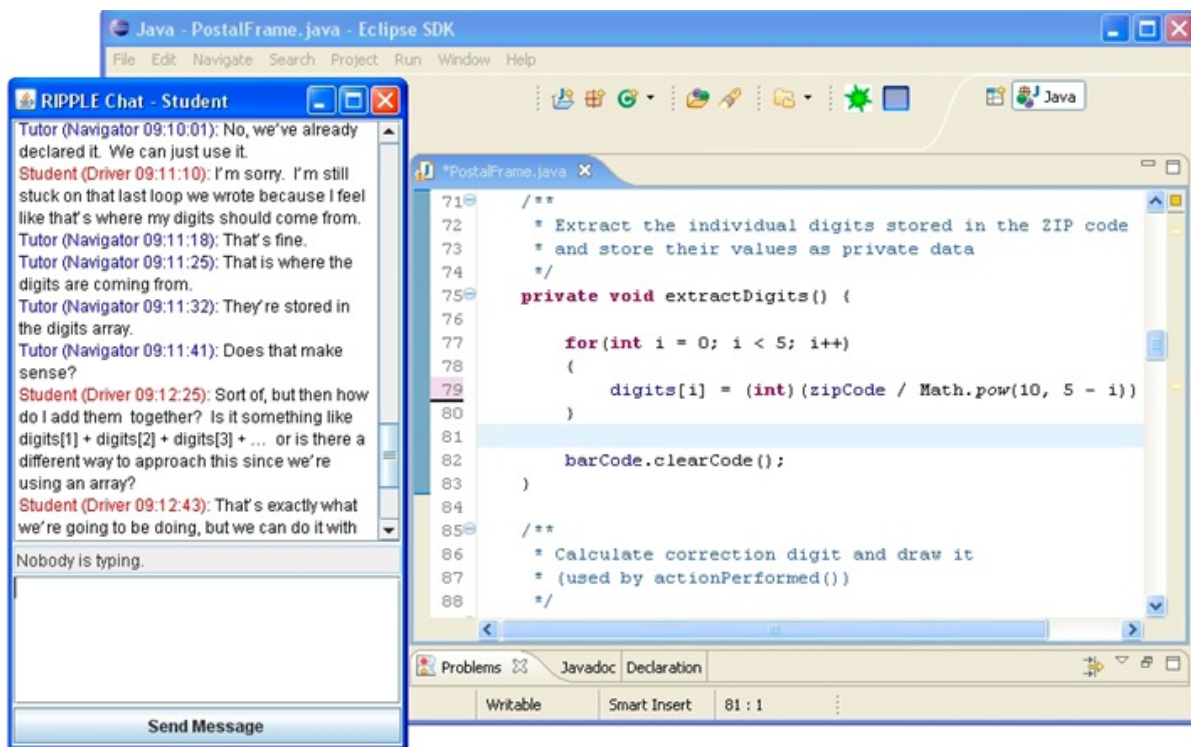 Java - PostalFrame.java - Eclipse SDK
File Edit Navigate Search Project Run Window Help
Java
RIPPLE Chat - Student
Tutor (Navigator 09:10:01): No, we've already
declared it. We can just use it.
Student (Driver 09:11:10): I'm sorry. I'm still
stuck on that last loop we wrote because I feel
like that's where my digits should come from.
Tutor (Navigator 09:11:18): That's fine.
Tutor (Navigator 09:11:25): That is where the
digits are coming from.
Tutor (Navigator 09:11:32): They're stored in
the digits array.
Tutor (Navigator 09:11:41): Does that make
sense?
Student (Driver 09:12:25): Sort of, but then how
do I add them together? Is it something like
digits[1] + digits[2] + digits[3] + ... or is there a
different way to approach this since we're
using an array?
Student (Driver 09:12:43): That's exactly what
we're going to be doing, but we can do it with
Nobody is typing.
Send Message
*PostalFrame.java
71 /**
72 * Extract the individual digits stored in the ZIP code
73 * and store their values as private data
74 */
75 private void extractDigits() {
76
77 for(int i = 0; i < 5; i++)
78 {
79 digits[i] = (int)(zipCode / Math.pow(10, 5 - i))
80 }
81
82 barCode.clearCode();
83 }
84
85 /**
86 * Calculate correction digit and draw it
87 * (used by actionPerformed())
88 */
Problems Javadoc Declaration
Writable Smart Insert 81 : 1